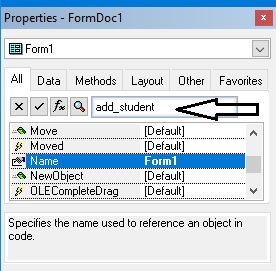 Properties - FormDoc1
Form1
All Data Methods Layout Other Favorites
fx add_student
Move [Default]
Moved [Default]
Name Form1
NewObject [Default]
OLECompleteDrag [Default]
Specifies the name used to reference an object in
code.